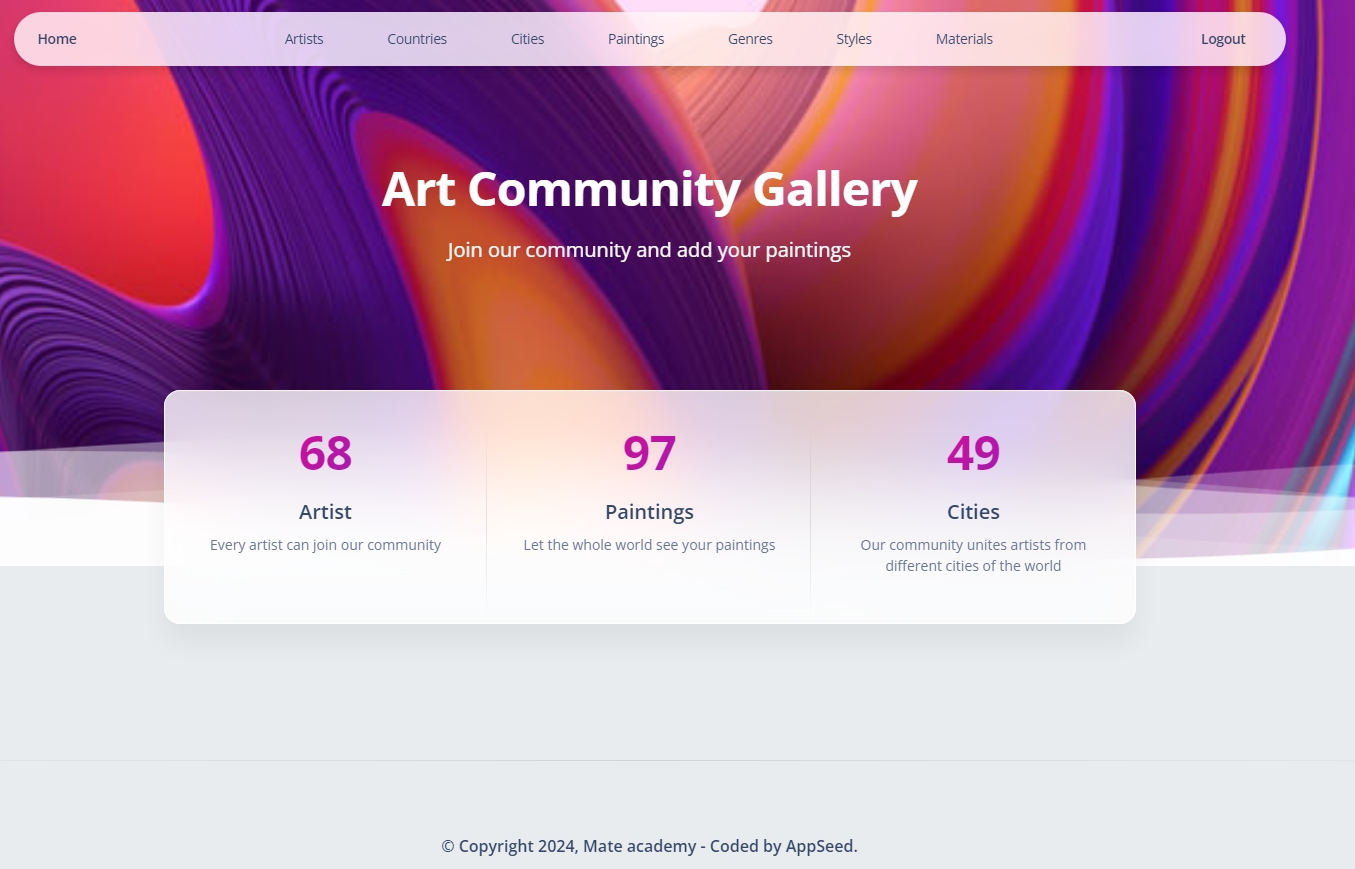 Home Artists Countries Cities Paintings Genres Styles Materials Logout
Art Community Gallery
Join our community and add your paintings
68 97 49
Artist Paintings Cities
Every artist can join our community Let the whole world see your paintings Our community unites artists from
different cities of the world
© Copyright 2024, Mate academy - Coded by AppSeed.